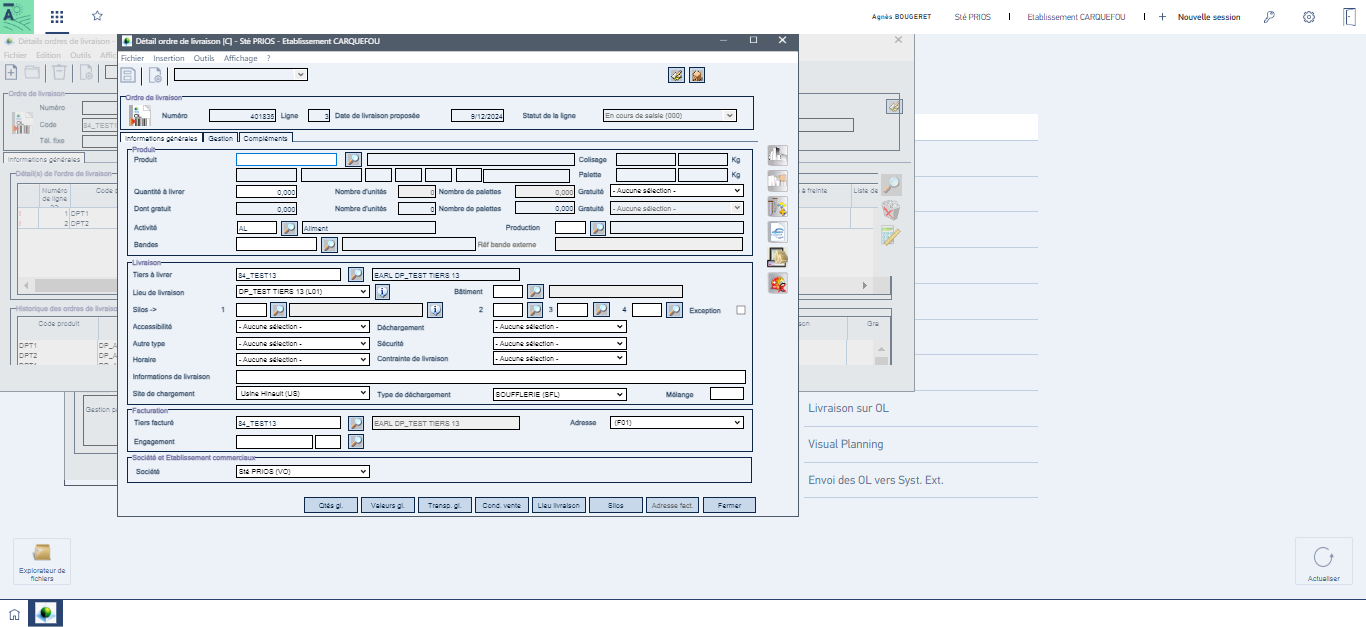 Agnès BOUGERET Sté PRIOS Etablissement CARQUEFOU + Nouvelle session
Détails ordres de livraison -
Fichier Edition Outils Affic
Ordre de livraison
Numéro
Code 84_TEST1
Tél. fixe
Informations générales
Détail(s) de l'ordre de livraison
Numéro de ligne Code p
1 DPT1
2 DPT2
Historique des ordres de livraison
Code produit
DPT1 DP_A
DPT2 DP_A
Gestion p
Détail ordre de livraison [C] - Sté PRIOS - Etablissement CARQUEFOU
Fichier Insertion Outils Affichage ?
Ordre de livraison
Numéro 401835 Ligne 3 Date de livraison proposée 9/12/2024 Statut de la ligne En cours de saisie (000)
Informations générales Gestion Compléments
Produit
Produit Colisage Kg
Palette Kg
Quantité à livrer 0,000 Nombre d'unités 0 Nombre de palettes 0,000 Gratuité - Aucune sélection -
Dont gratuit 0,000 Nombre d'unités 0 Nombre de palettes 0,000 Gratuité - Aucune sélection -
Activité AL Aliment Production
Bandes Réf bande externe
Livraison
Tiers à livrer 84_TEST13 EARL DP_TEST TIERS 13
Lieu de livraison DP_TEST TIERS 13 (L01) Bâtiment
Silos -> 1 2 3 4 Exception
Accessibilité - Aucune sélection - Déchargement - Aucune sélection -
Autre type - Aucune sélection - Sécurité - Aucune sélection -
Horaire - Aucune sélection - Contrainte de livraison - Aucune sélection -
Informations de livraison
Site de chargement Usine Hinault (US) Type de déchargement SOUFFLERIE (SFL) Mélange
Facturation
Tiers facturé 84_TEST13 EARL DP_TEST TIERS 13 Adresse (F01)
Engagement
Société et Etablissement commerciaux
Société Sté PRIOS (VO)
Qtés gl. Valeurs gl. Transp. gl. Cond. vente Lieu livraison Silos Adresse fact. Fermer
à freinte Liste de
son Gra
Livraison sur OL
Visual Planning
Envoi des OL vers Syst. Ext.
Explorateur de
fichiers
Actualiser